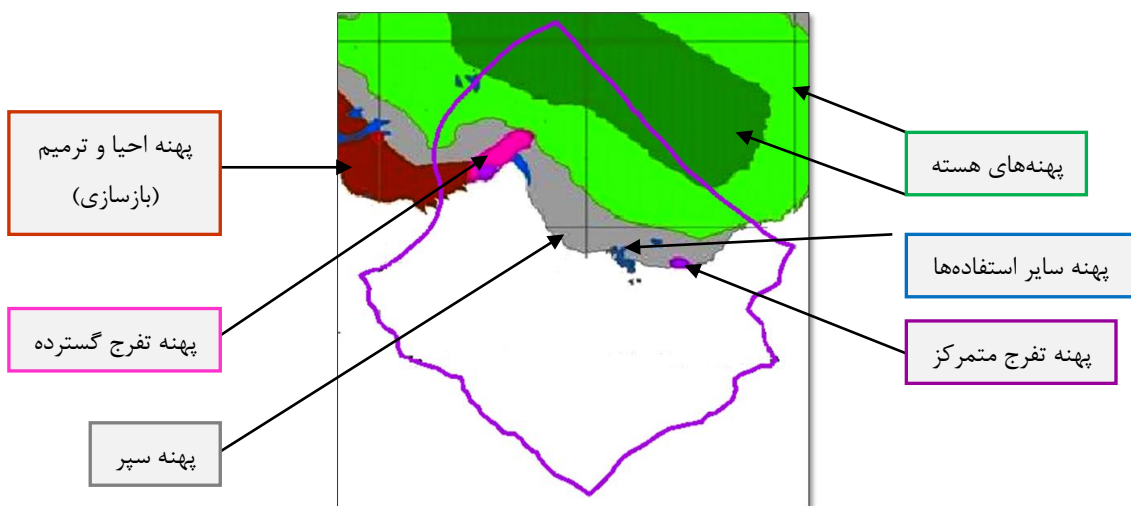 پهنه احیا و ترمیم
(بازسازی)
پهنه‌های هسته
پهنه سایر استفاده‌ها
پهنه تفرج گسترده
پهنه تفرج متمرکز
پهنه سپر